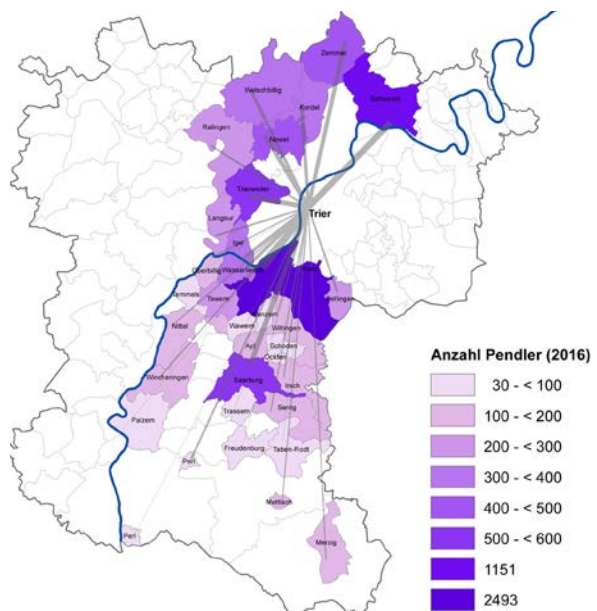 Zemmer
Welschbillig
Schweich
Kordel
Ralingen
Newel
Trierweiler
Trier
Langsur
Igel
Oberbillig
Wasserliesch
Temmels
Tawern
Pellingen
Nittel
Wawern
Wiltingen
Ayl
Schoden
Ockfen
Wincheringen
Saarburg
Irsch
Serrig
Trassem
Palzem
Freudenburg
Taben-Rodt
Perl
Mettlach
Perl
Merzig
Anzahl Pendler (2016)
30 - < 100
100 - < 200
200 - < 300
300 - < 400
400 - < 500
500 - < 600
1151
2493